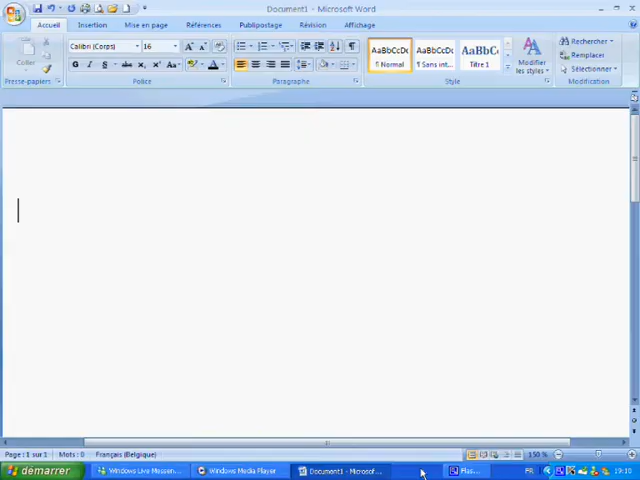 Document1 - Microsoft Word
Accueil Insertion Mise en page Références Publipostage Révision Affichage
Coller
Calibri (Corps) 16
AaBbCcDc AaBbCcDc AaBbC
¶ Normal ¶ Sans int... Titre 1
Modifier les styles
Rechercher
Remplacer
Sélectionner
Presse-papiers Police Paragraphe Style Modification
Page : 1 sur 1 Mots : 0 Français (Belgique) 150 %
démarrer Windows Live Messen... Windows Media Player Document1 - Microsof... Flas... FR 19:10